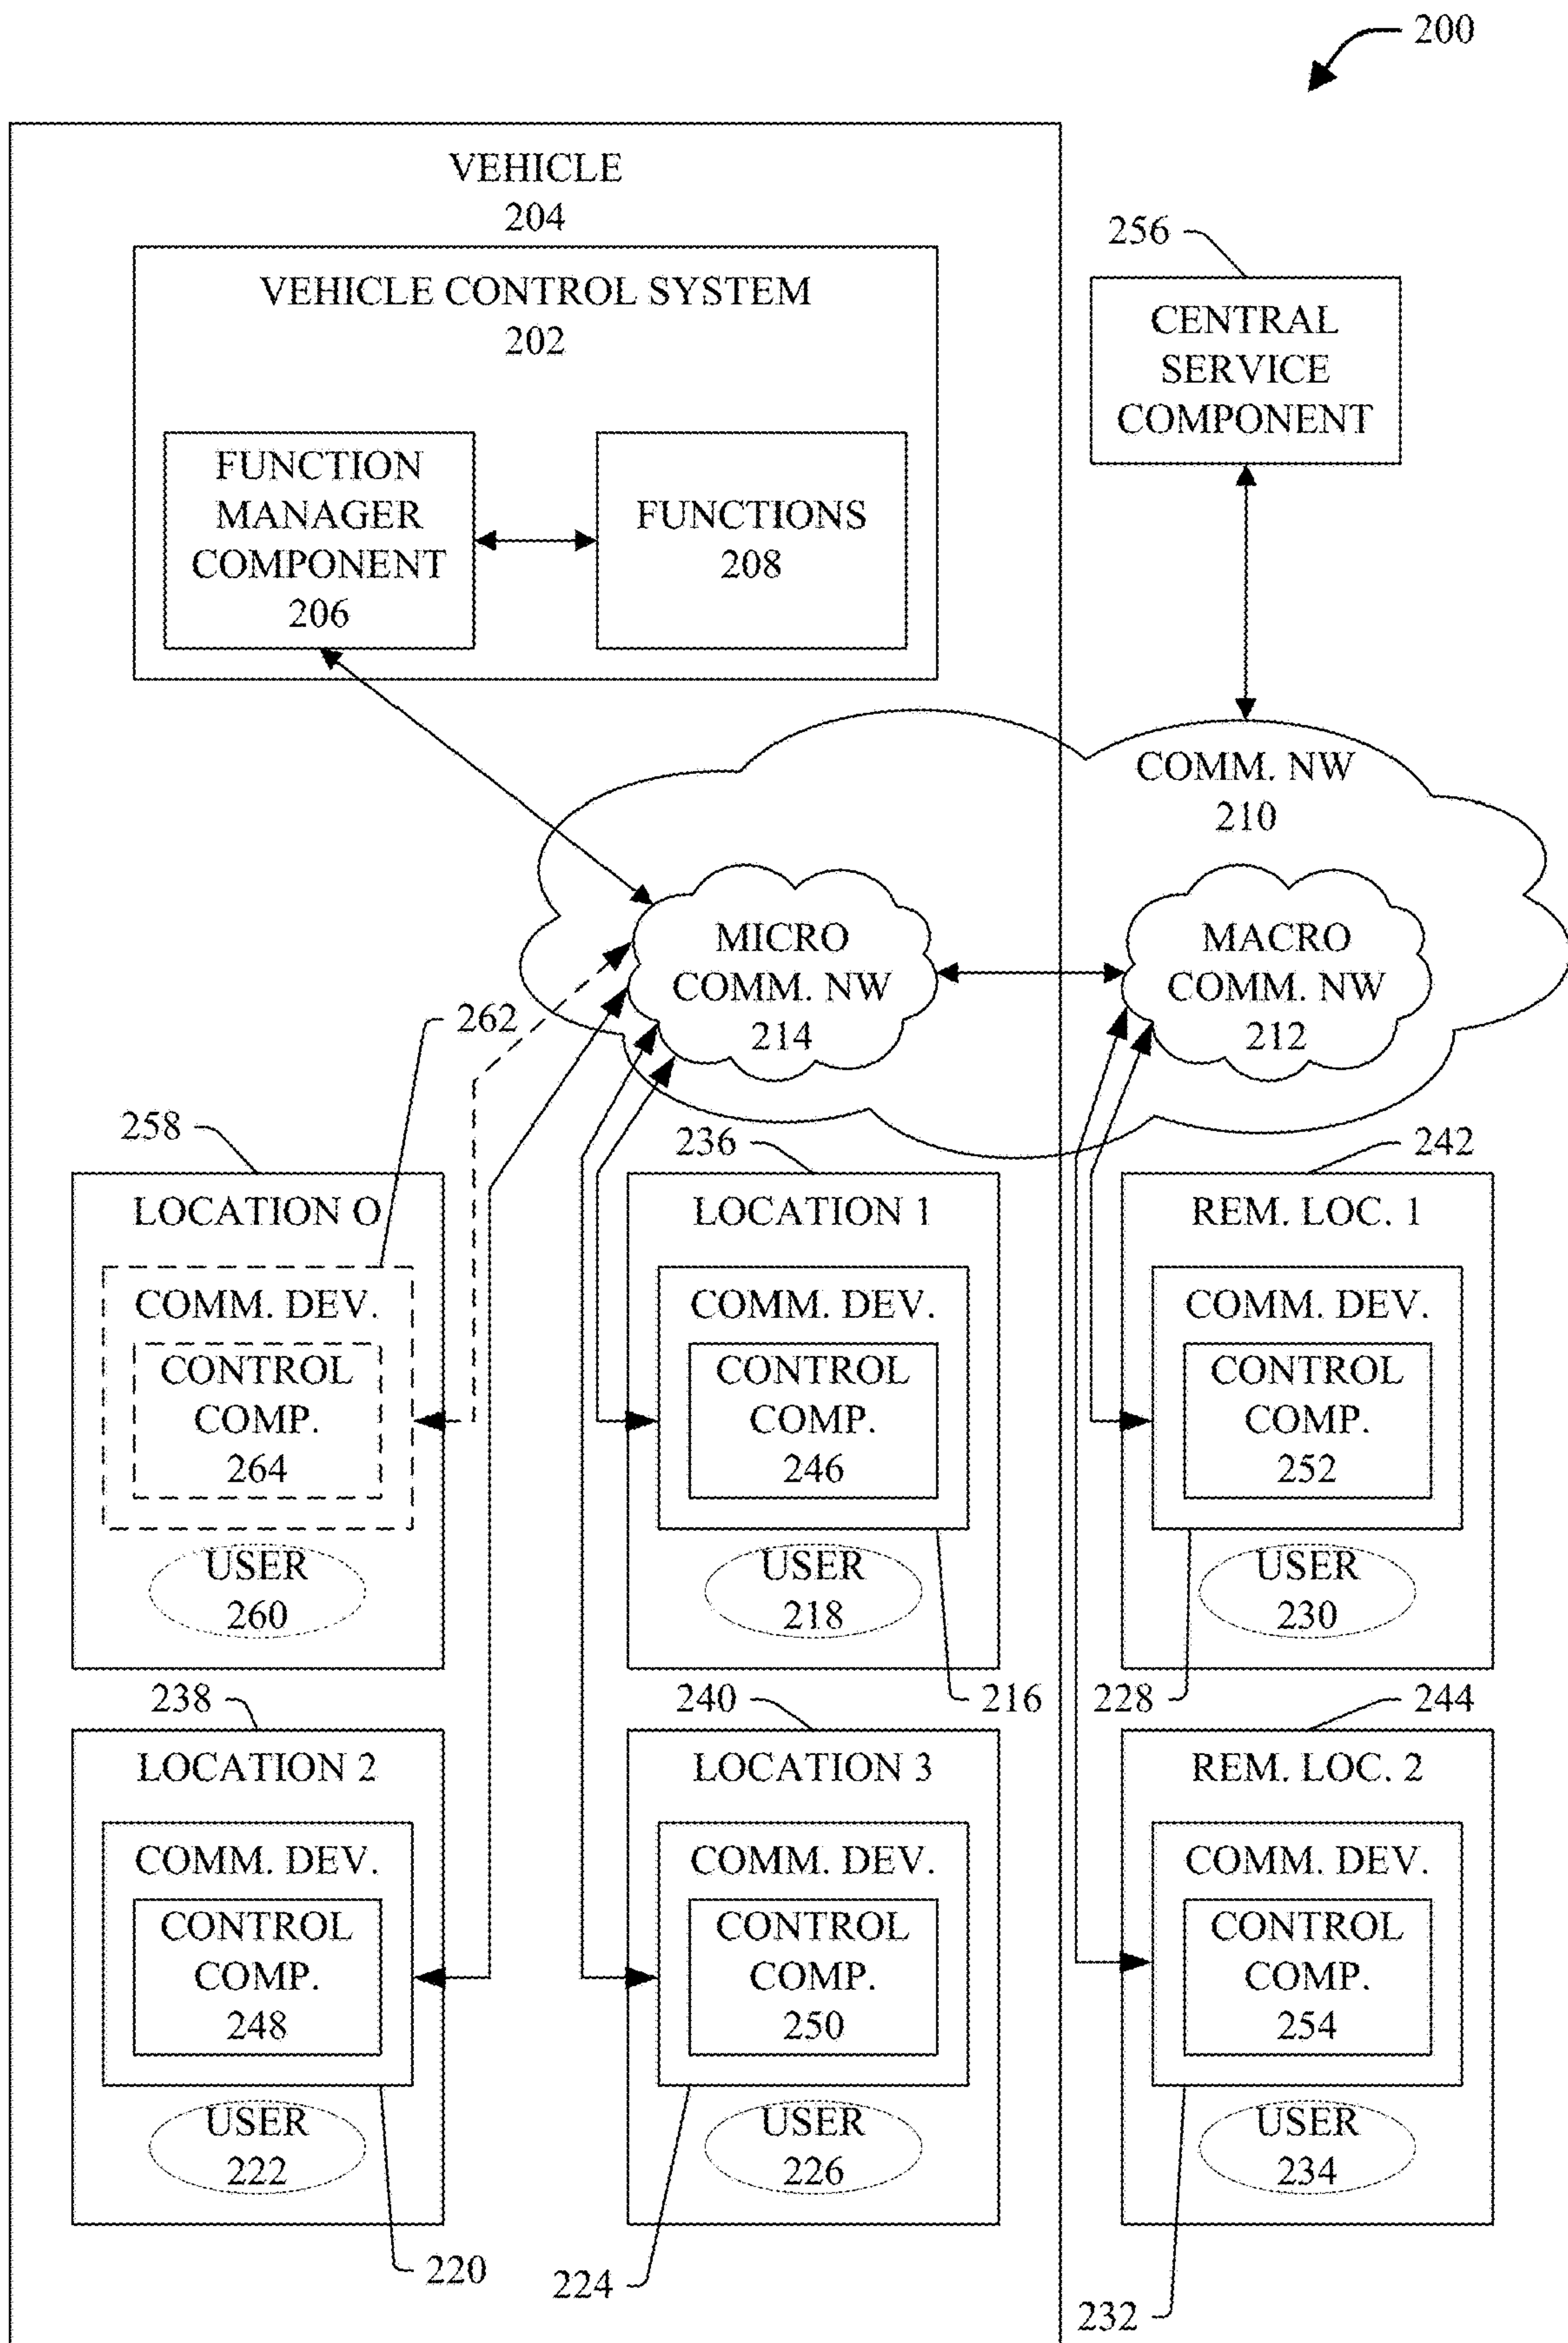 200
VEHICLE
204
VEHICLE CONTROL SYSTEM
202
FUNCTION
MANAGER
COMPONENT
206
FUNCTIONS
208
256
CENTRAL
SERVICE
COMPONENT
COMM. NW
210
MICRO
COMM. NW
214
MACRO
COMM. NW
212
262
258
LOCATION O
COMM. DEV.
CONTROL
COMP.
264
USER
260
236
LOCATION 1
COMM. DEV.
CONTROL
COMP.
246
USER
218
216
242
REM. LOC. 1
COMM. DEV.
CONTROL
COMP.
252
USER
230
228
238
LOCATION 2
COMM. DEV.
CONTROL
COMP.
248
USER
222
220
240
LOCATION 3
COMM. DEV.
CONTROL
COMP.
250
USER
226
224
244
REM. LOC. 2
COMM. DEV.
CONTROL
COMP.
254
USER
234
232